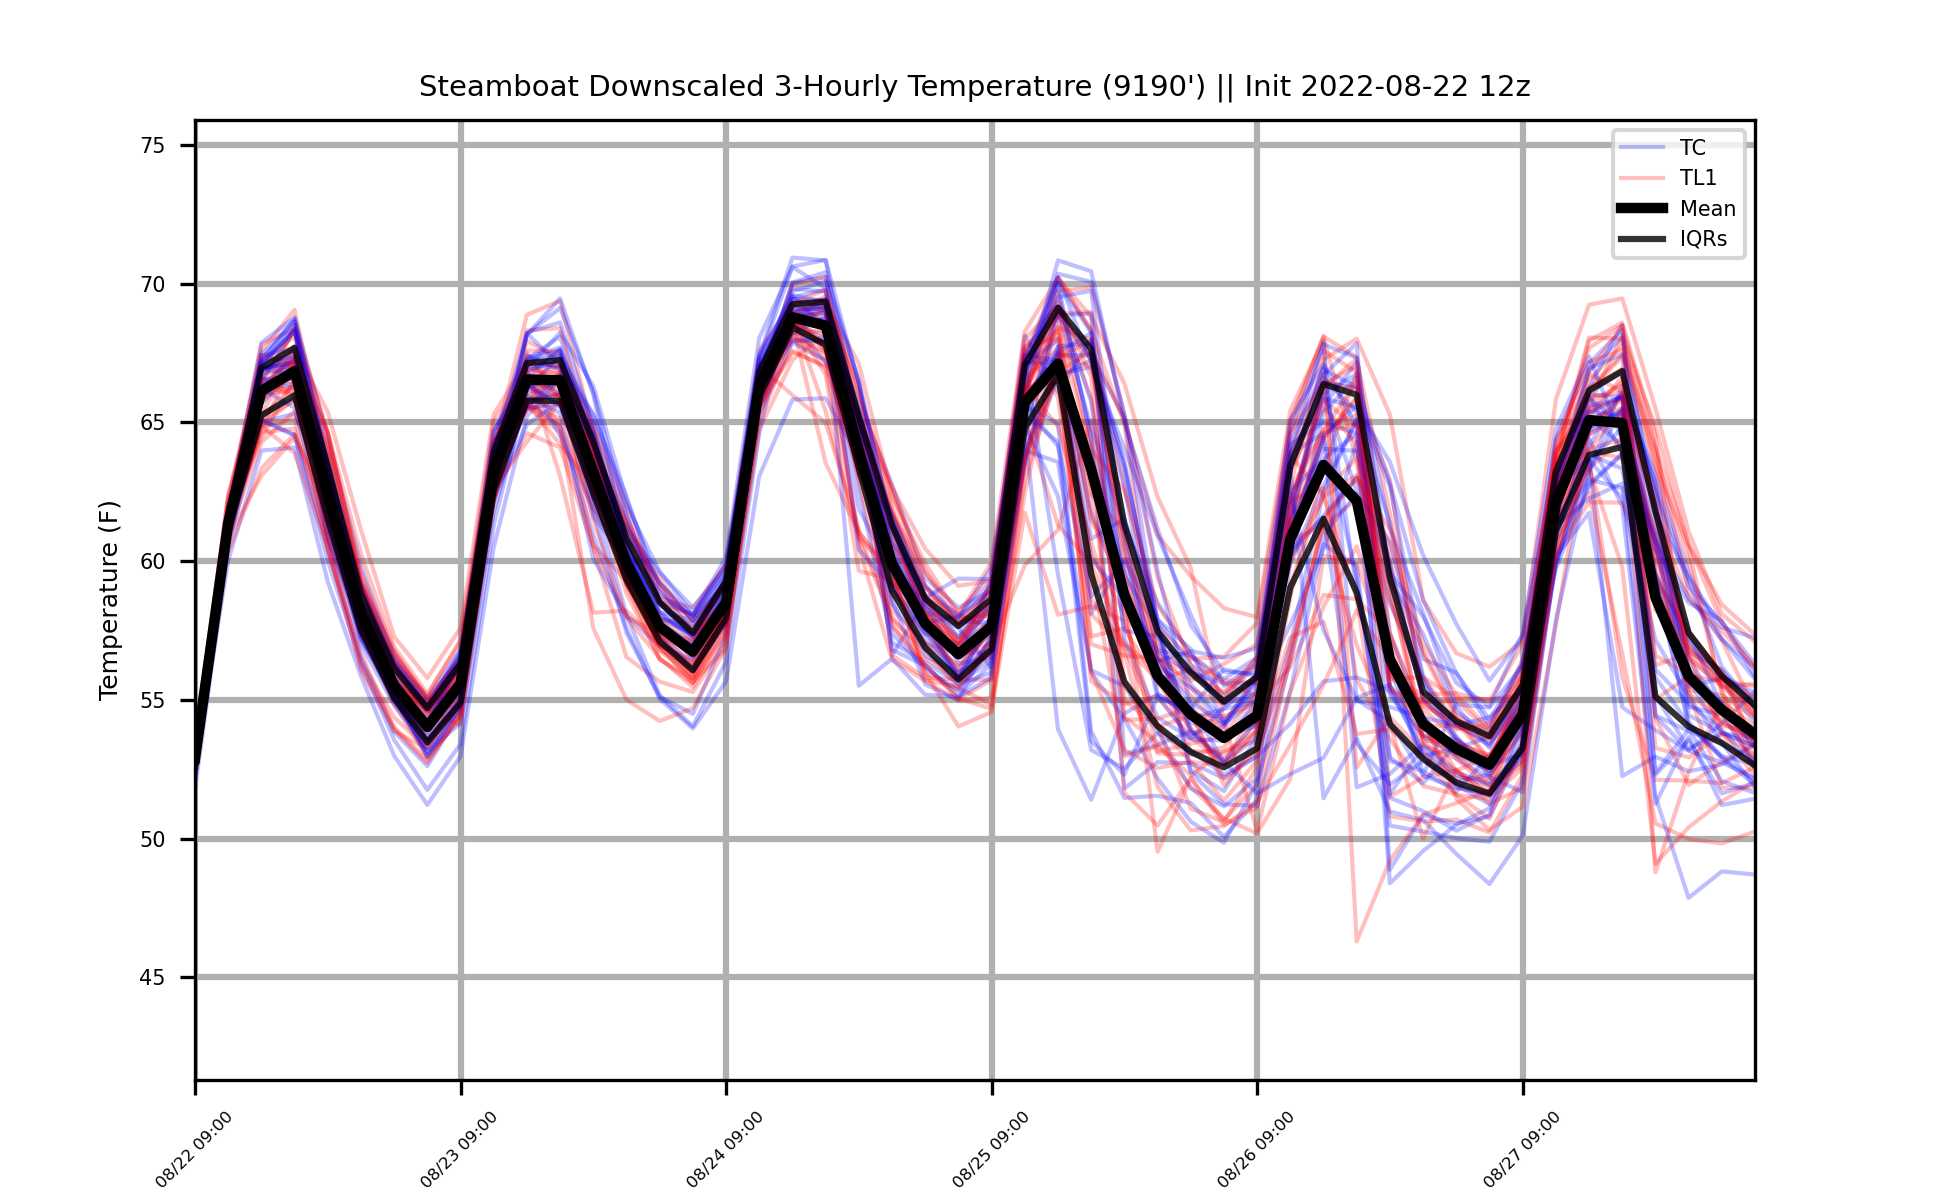 Steamboat Downscaled 3-Hourly Temperature (9190') || Init 2022-08-22 12z
TC
TL1
Mean
IQRs
Temperature (F)
75
70
65
60
55
50
45
08/22 09:00
08/23 09:00
08/24 09:00
08/25 09:00
08/26 09:00
08/27 09:00